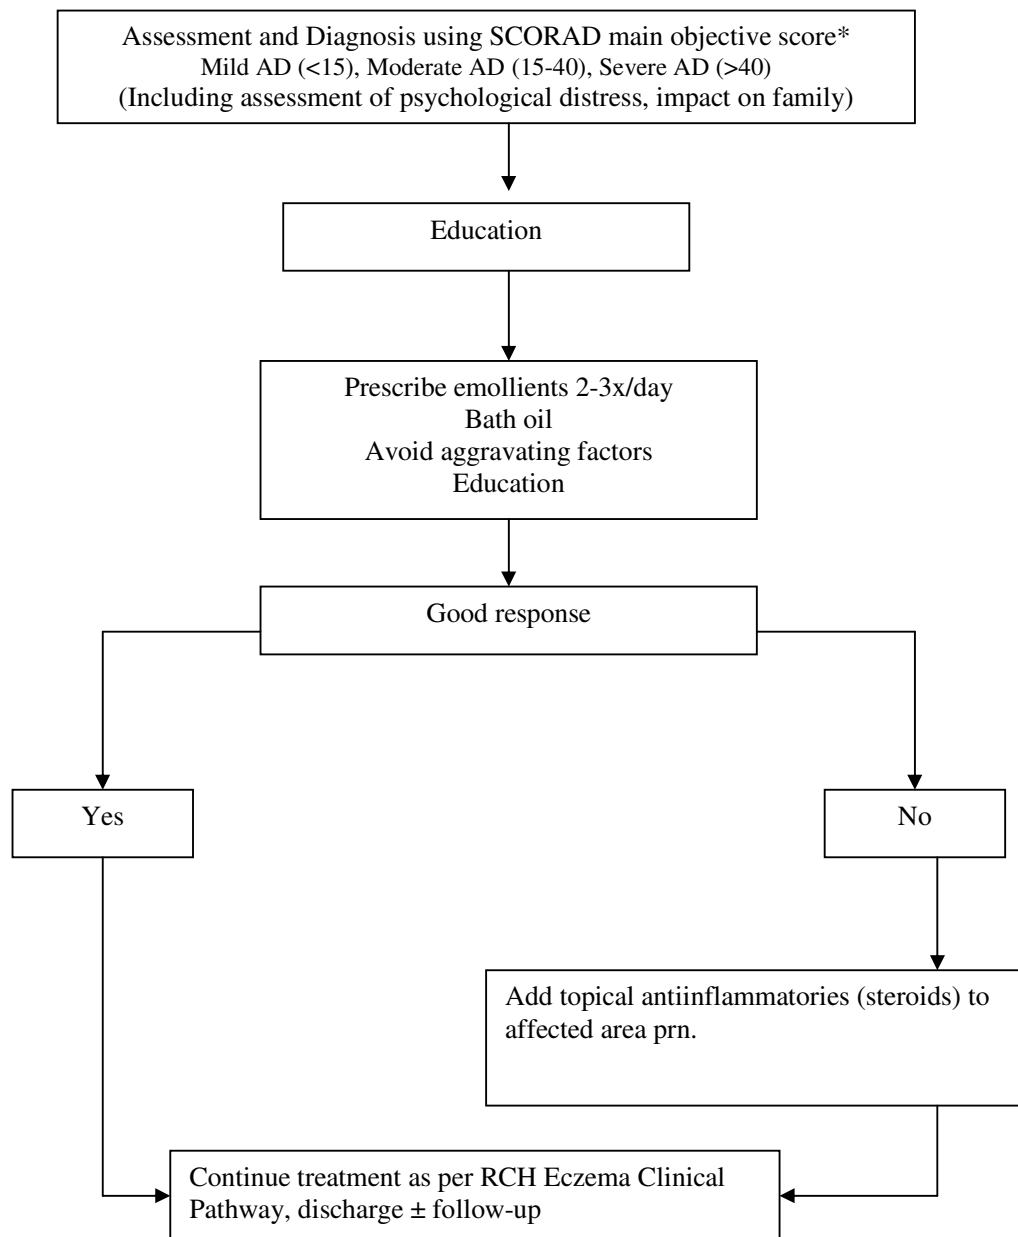 Assessment and Diagnosis using SCORAD main objective score*
Mild AD (<15), Moderate AD (15-40), Severe AD (>40)
(Including assessment of psychological distress, impact on family)
Education
Prescribe emollients 2-3x/day
Bath oil
Avoid aggravating factors
Education
Good response
Yes
No
Add topical antiinflammatories (steroids) to
affected area prn.
Continue treatment as per RCH Eczema Clinical
Pathway, discharge ± follow-up